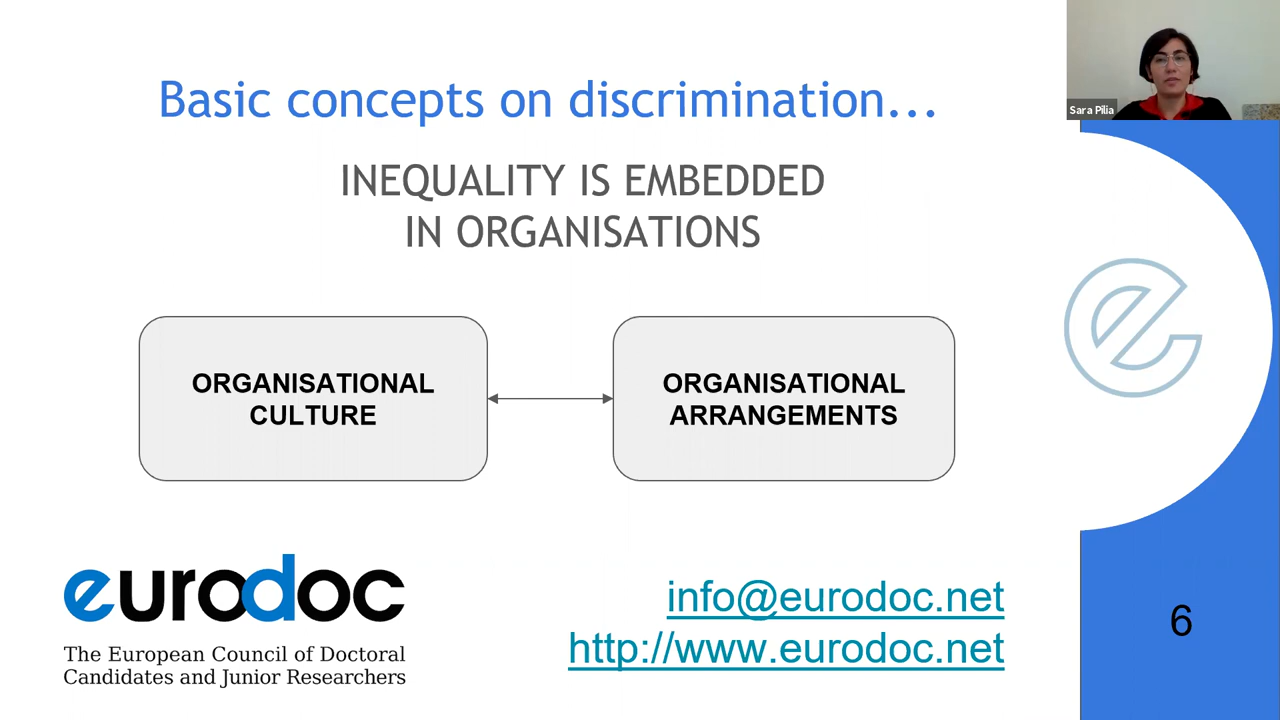 Basic concepts on discrimination...
Sara Pilia
INEQUALITY IS EMBEDDED
IN ORGANISATIONS
ORGANISATIONAL
CULTURE
ORGANISATIONAL
ARRANGEMENTS
eurodoc
The European Council of Doctoral
Candidates and Junior Researchers
info@eurodoc.net
http://www.eurodoc.net
6